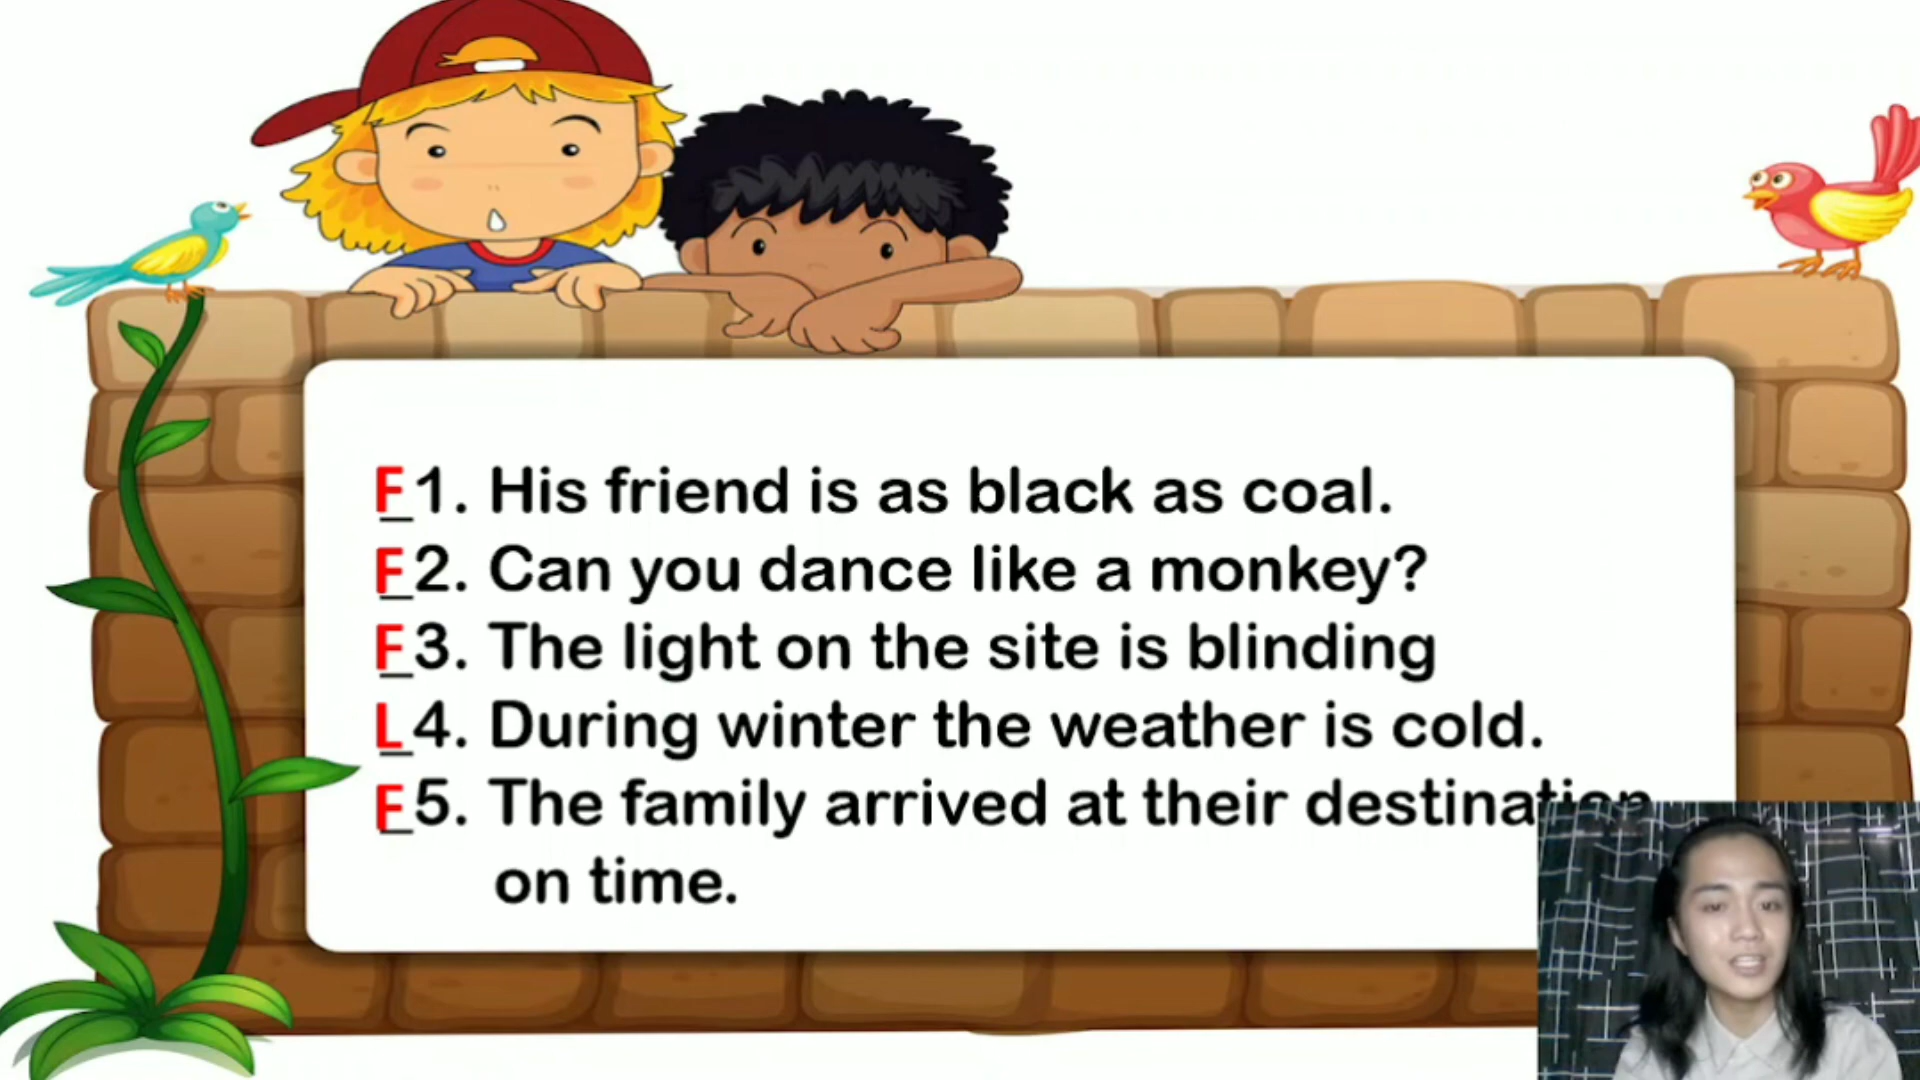 F 1. His friend is as black as coal.
F 2. Can you dance like a monkey?
F 3. The light on the site is blinding
L 4. During winter the weather is cold.
F 5. The family arrived at their destination
on time.